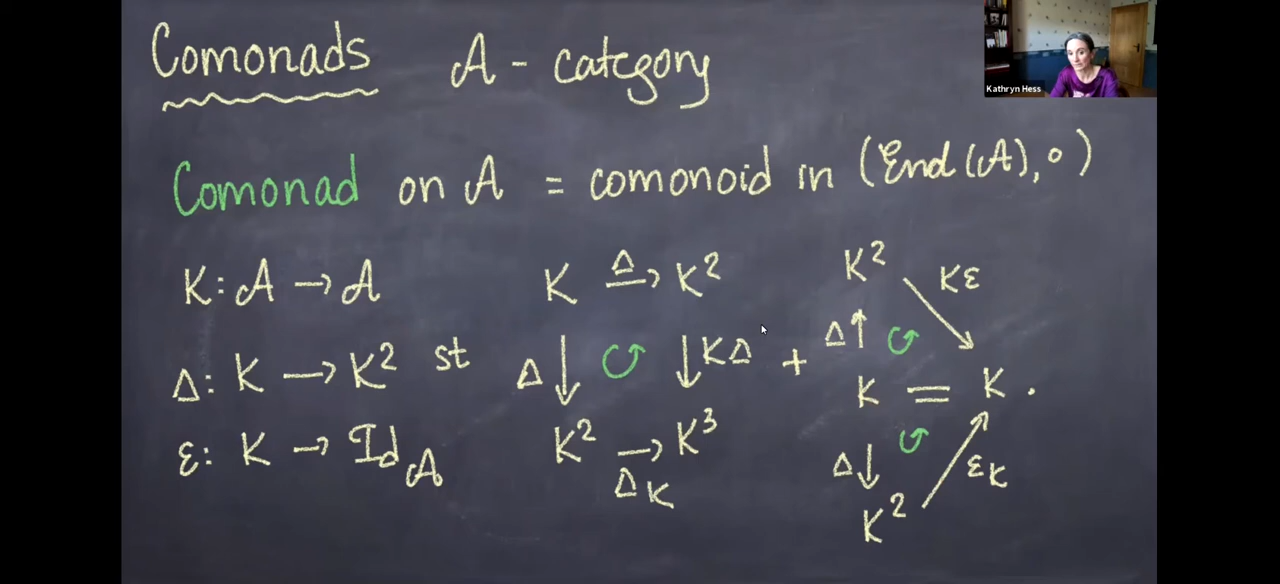 Comonads 𝒜 - category
Kathryn Hess
Comonad on 𝒜 = comonoid in (End(𝒜), ∘)
K: 𝒜 → 𝒜
Δ: K → K² st
ε: K → Id_𝒜
K Δ→ K²
Δ ↓ ↺ ↓ KΔ
K² → K³
Δ_K
+
K² ↘ Kε
Δ ↑ ↺
K = K .
Δ ↓ ↺ ↗ ε_K
K²